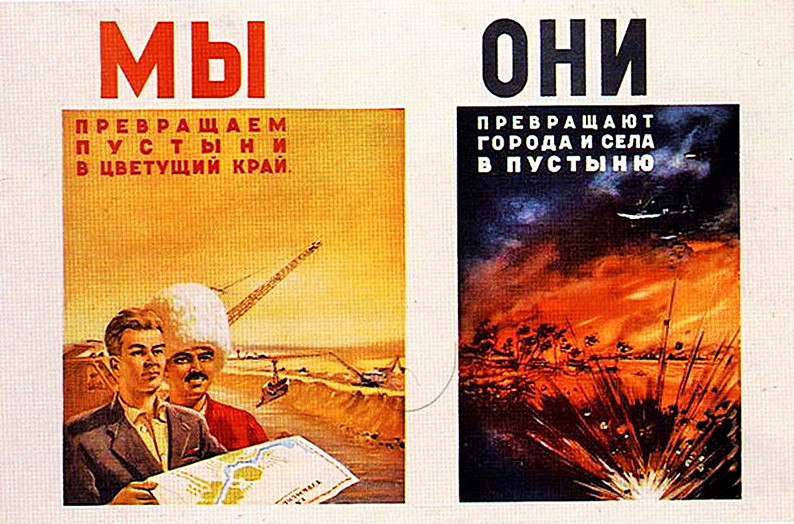 МЫ
ПРЕВРАЩАЕМ
ПУСТЫНИ
В ЦВЕТУЩИЙ КРАЙ.
ОНИ
ПРЕВРАЩАЮТ
ГОРОДА И СЕЛА
В ПУСТЫНЮ